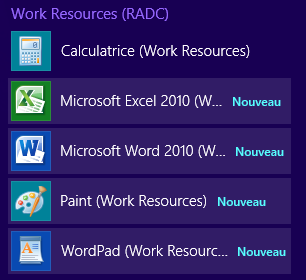 Work Resources (RADC)
Calculatrice (Work Resources)
Microsoft Excel 2010 (W... Nouveau
Microsoft Word 2010 (W... Nouveau
Paint (Work Resources) Nouveau
WordPad (Work Resourc... Nouveau